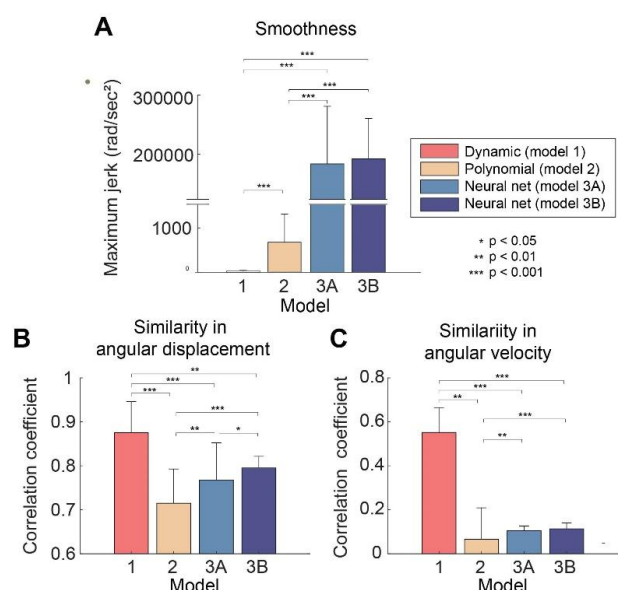 A
Smoothness
Maximum jerk (rad/sec²)
300000
200000
1000
0
***
***
***
***
***
1 2 3A 3B
Model
Dynamic (model 1)
Polynomial (model 2)
Neural net (model 3A)
Neural net (model 3B)
* p < 0.05
** p < 0.01
*** p < 0.001
B
Similarity in
angular displacement
Correlation coefficient
1
0.9
0.8
0.7
0.6
**
***
***
***
**
*
1 2 3A 3B
Model
C
Similariity in
angular velocity
Correlation coefficient
0.8
0.6
0.4
0.2
0
***
***
**
***
**
1 2 3A 3B
Model